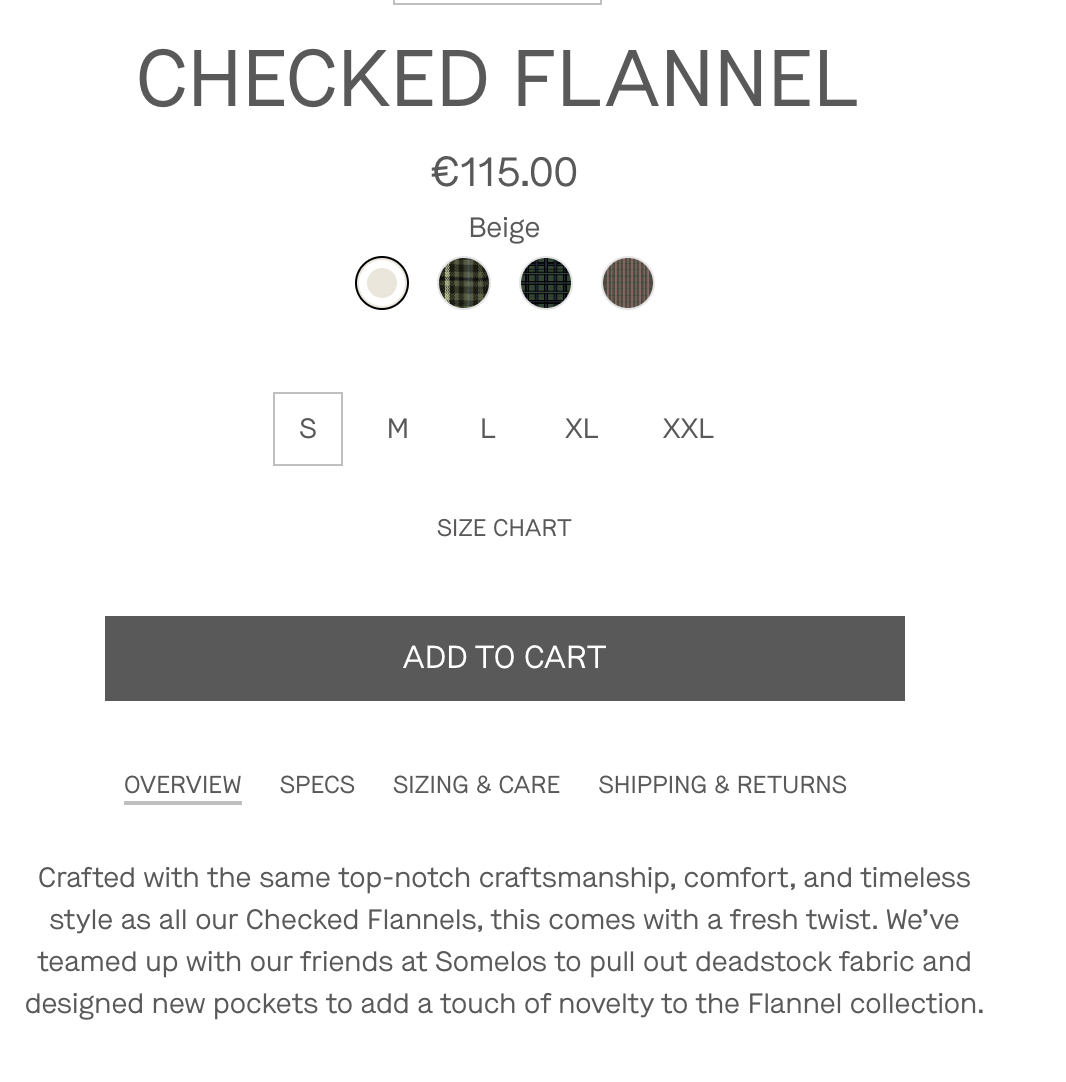 CHECKED FLANNEL
€115.00
Beige
S M L XL XXL
SIZE CHART
ADD TO CART
OVERVIEW SPECS SIZING & CARE SHIPPING & RETURNS
Crafted with the same top-notch craftsmanship, comfort, and timeless
style as all our Checked Flannels, this comes with a fresh twist. We’ve
teamed up with our friends at Somelos to pull out deadstock fabric and
designed new pockets to add a touch of novelty to the Flannel collection.